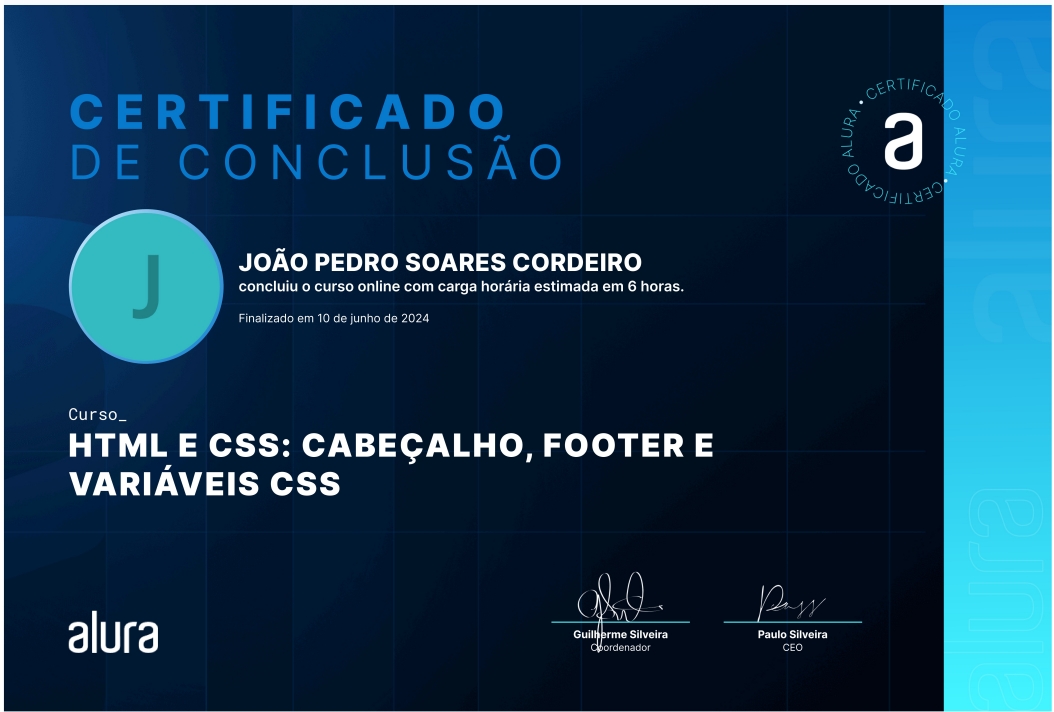 CERTIFICADO
DE CONCLUSÃO
CERTIFICADO ALURA • CERTIFICADO ALURA •
a
J
JOÃO PEDRO SOARES CORDEIRO
concluiu o curso online com carga horária estimada em 6 horas.
Finalizado em 10 de junho de 2024
Curso_
HTML E CSS: CABEÇALHO, FOOTER E
VARIÁVEIS CSS
alura
Guilherme Silveira
Coordenador
Paulo Silveira
CEO
alura
alura